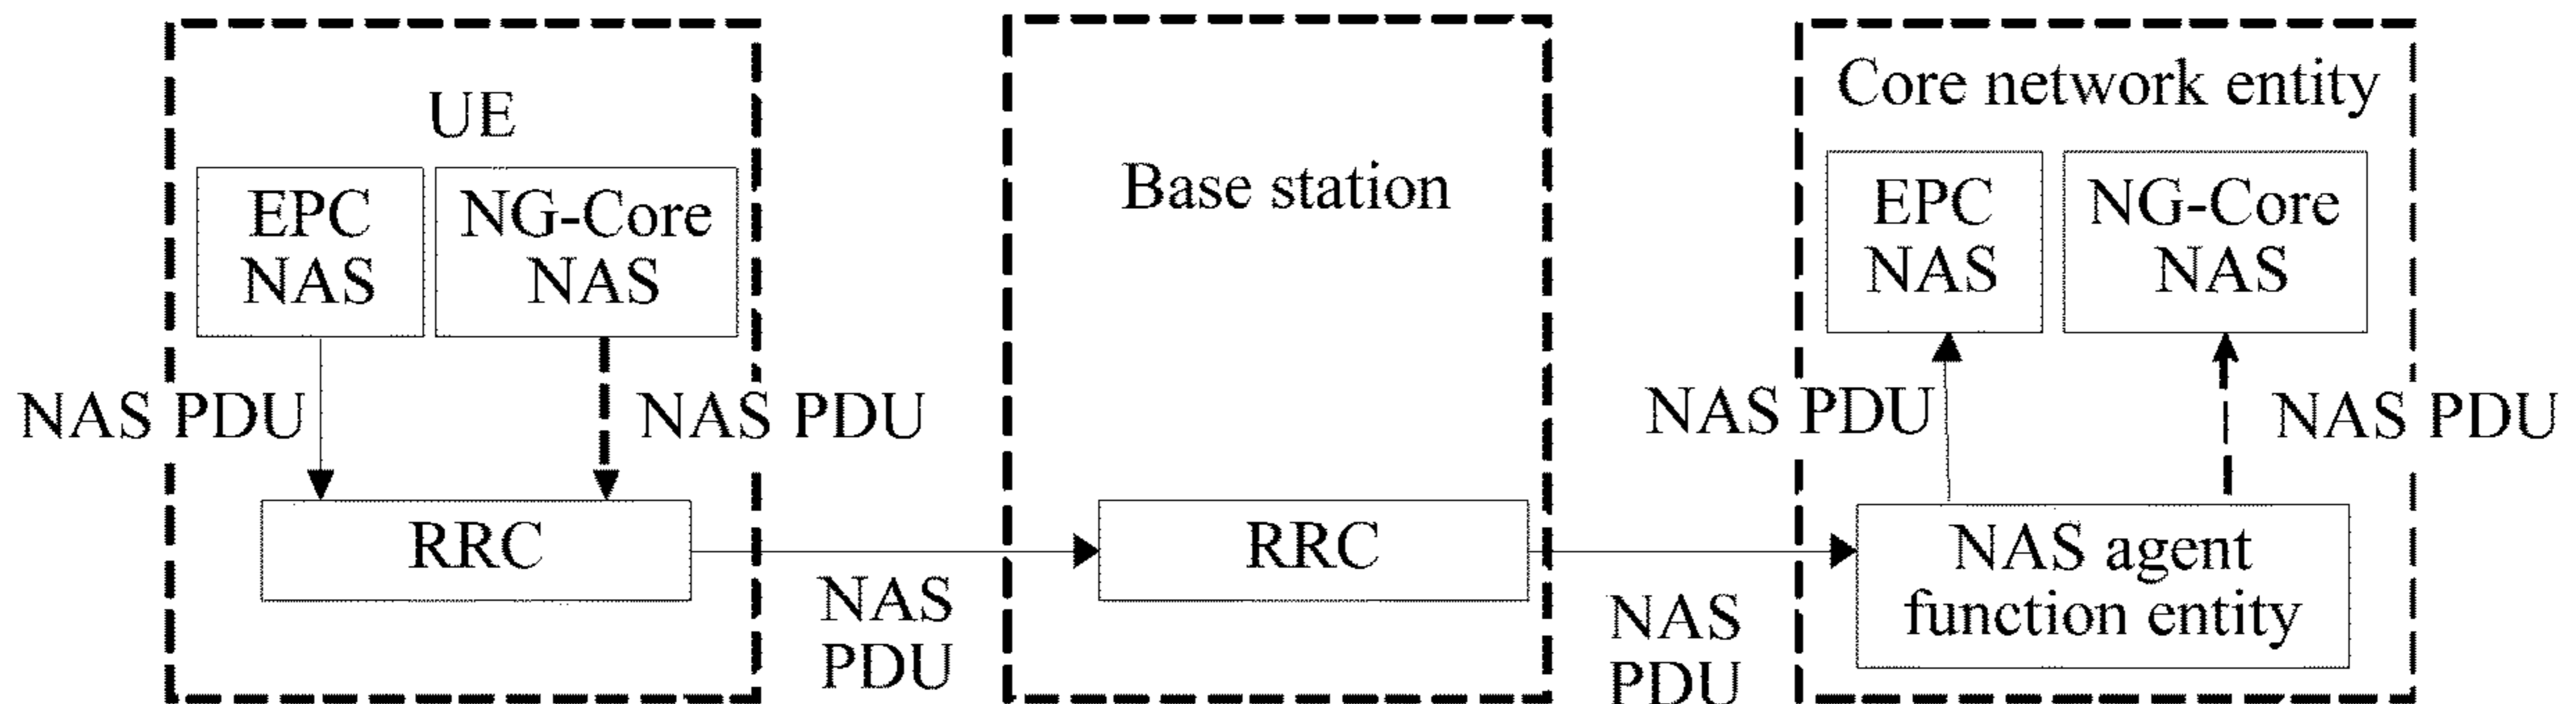 UE
EPC
NAS
NG-Core
NAS
NAS PDU
NAS PDU
RRC
NAS
PDU
Base station
RRC
NAS
PDU
Core network entity
EPC
NAS
NG-Core
NAS
NAS PDU
NAS PDU
NAS agent
function entity